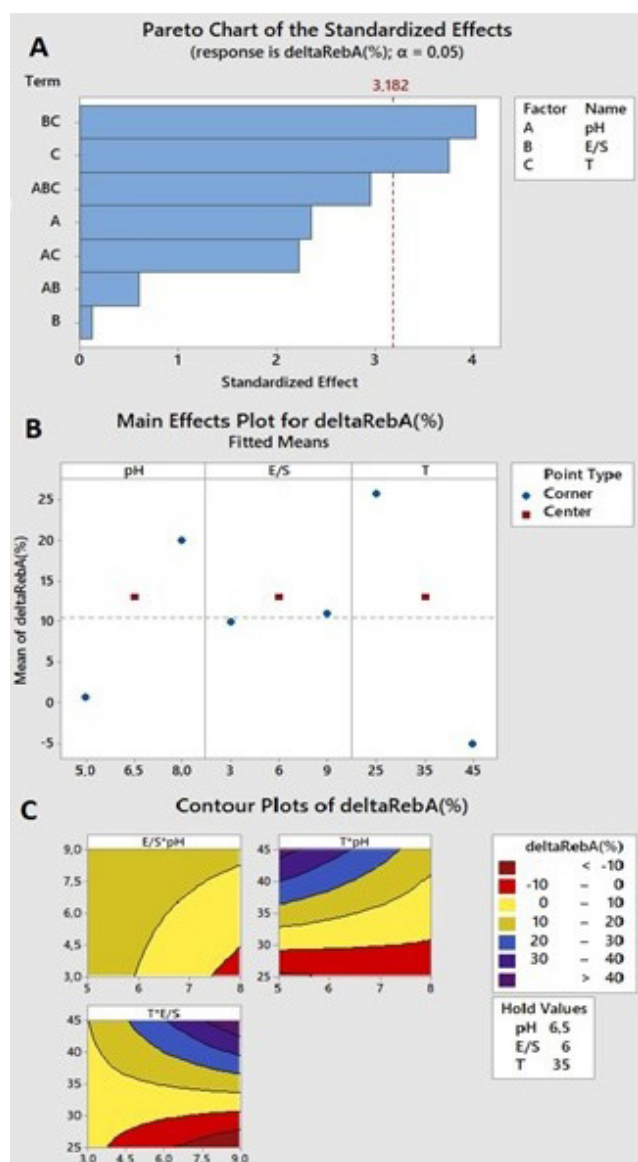 A
Pareto Chart of the Standardized Effects
(response is deltaRebA(%); α = 0,05)
Term
3,182
BC
C
ABC
A
AC
AB
B
0 1 2 3 4
Standardized Effect
Factor Name
A pH
B E/S
C T
B
Main Effects Plot for deltaRebA(%)
Fitted Means
pH E/S T
Mean of deltaRebA(%)
25
20
15
10
5
0
-5
5,0 6,5 8,0 3 6 9 25 35 45
Point Type
Corner
Center
C
Contour Plots of deltaRebA(%)
E/S*pH
9,0
7,5
6,0
4,5
3,0
5 6 7 8
T*pH
45
40
35
30
25
5 6 7 8
T*E/S
45
40
35
30
25
3,0 4,5 6,0 7,5 9,0
deltaRebA(%)
< -10
-10 – 0
0 – 10
10 – 20
20 – 30
30 – 40
> 40
Hold Values
pH 6,5
E/S 6
T 35